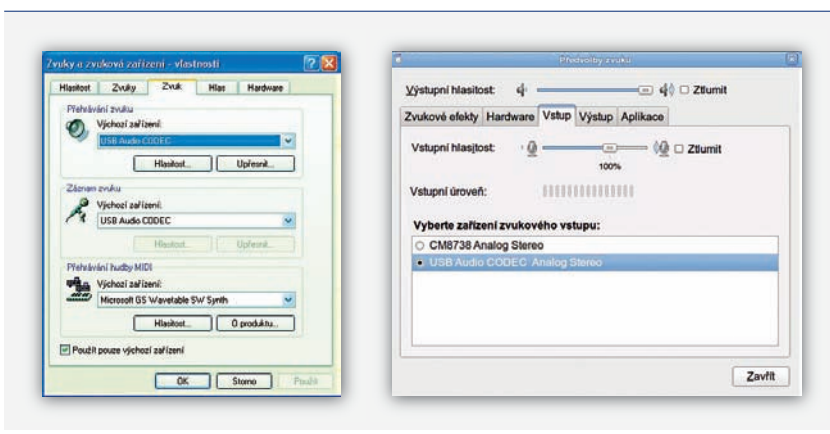 Zvuky a zvuková zařízení - vlastnosti
Hlasitost Zvuky Zvuk Hlas Hardware
Přehrávání zvuku
Výchozí zařízení:
USB Audio CODEC
Hlasitost... Upřesnit...
Záznam zvuku
Výchozí zařízení:
USB Audio CODEC
Hlasitost... Upřesnit...
Přehrávání hudby MIDI
Výchozí zařízení:
Microsoft GS Wavetable SW Synth
Hlasitost... O produktu...
Použít pouze výchozí zařízení
OK Storno Použít
Předvolby zvuku
Výstupní hlasitost: Ztlumit
Zvukové efekty Hardware Vstup Výstup Aplikace
Vstupní hlasitost: Ztlumit
100%
Vstupní úroveň:
Vyberte zařízení zvukového vstupu:
CM8738 Analog Stereo
USB Audio CODEC Analog Stereo
Zavřít